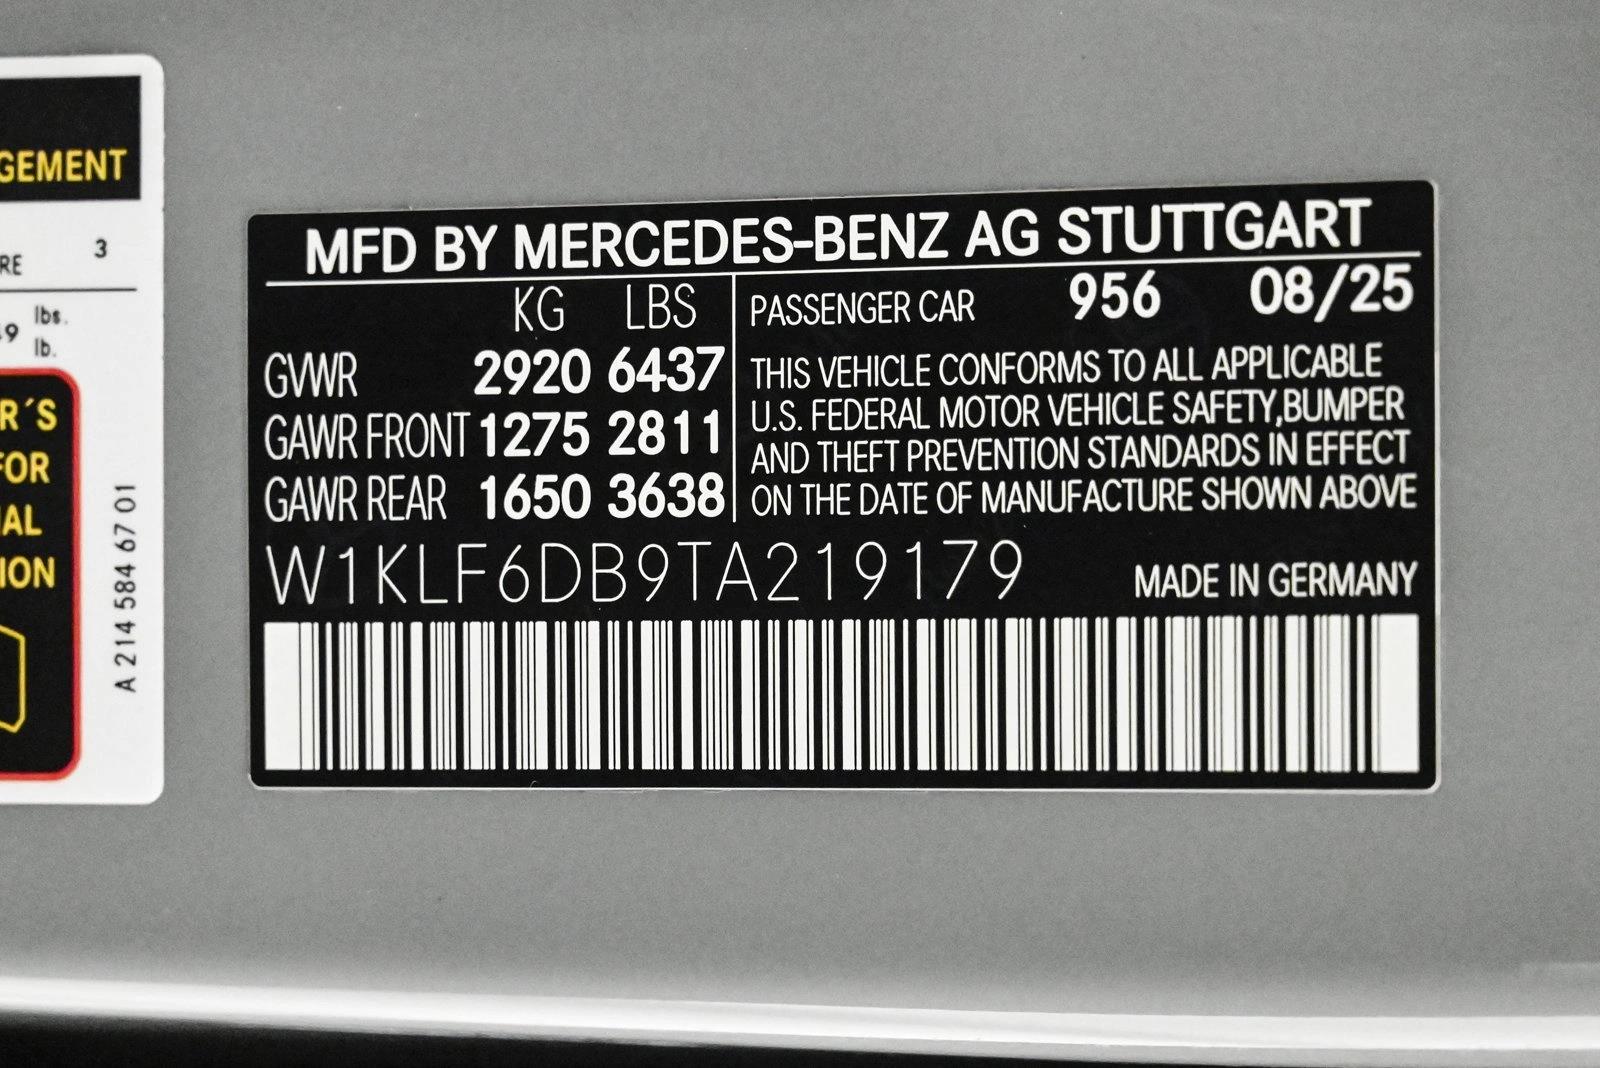 GEMENT
RE 3
49 lbs.
lb.
R´S
FOR
IAL
ION
A 214 584 67 01
MFD BY MERCEDES-BENZ AG STUTTGART
KG LBS
GVWR 2920 6437
GAWR FRONT 1275 2811
GAWR REAR 1650 3638
PASSENGER CAR 956 08/25
THIS VEHICLE CONFORMS TO ALL APPLICABLE
U.S. FEDERAL MOTOR VEHICLE SAFETY,BUMPER
AND THEFT PREVENTION STANDARDS IN EFFECT
ON THE DATE OF MANUFACTURE SHOWN ABOVE
W1KLF6DB9TA219179
MADE IN GERMANY